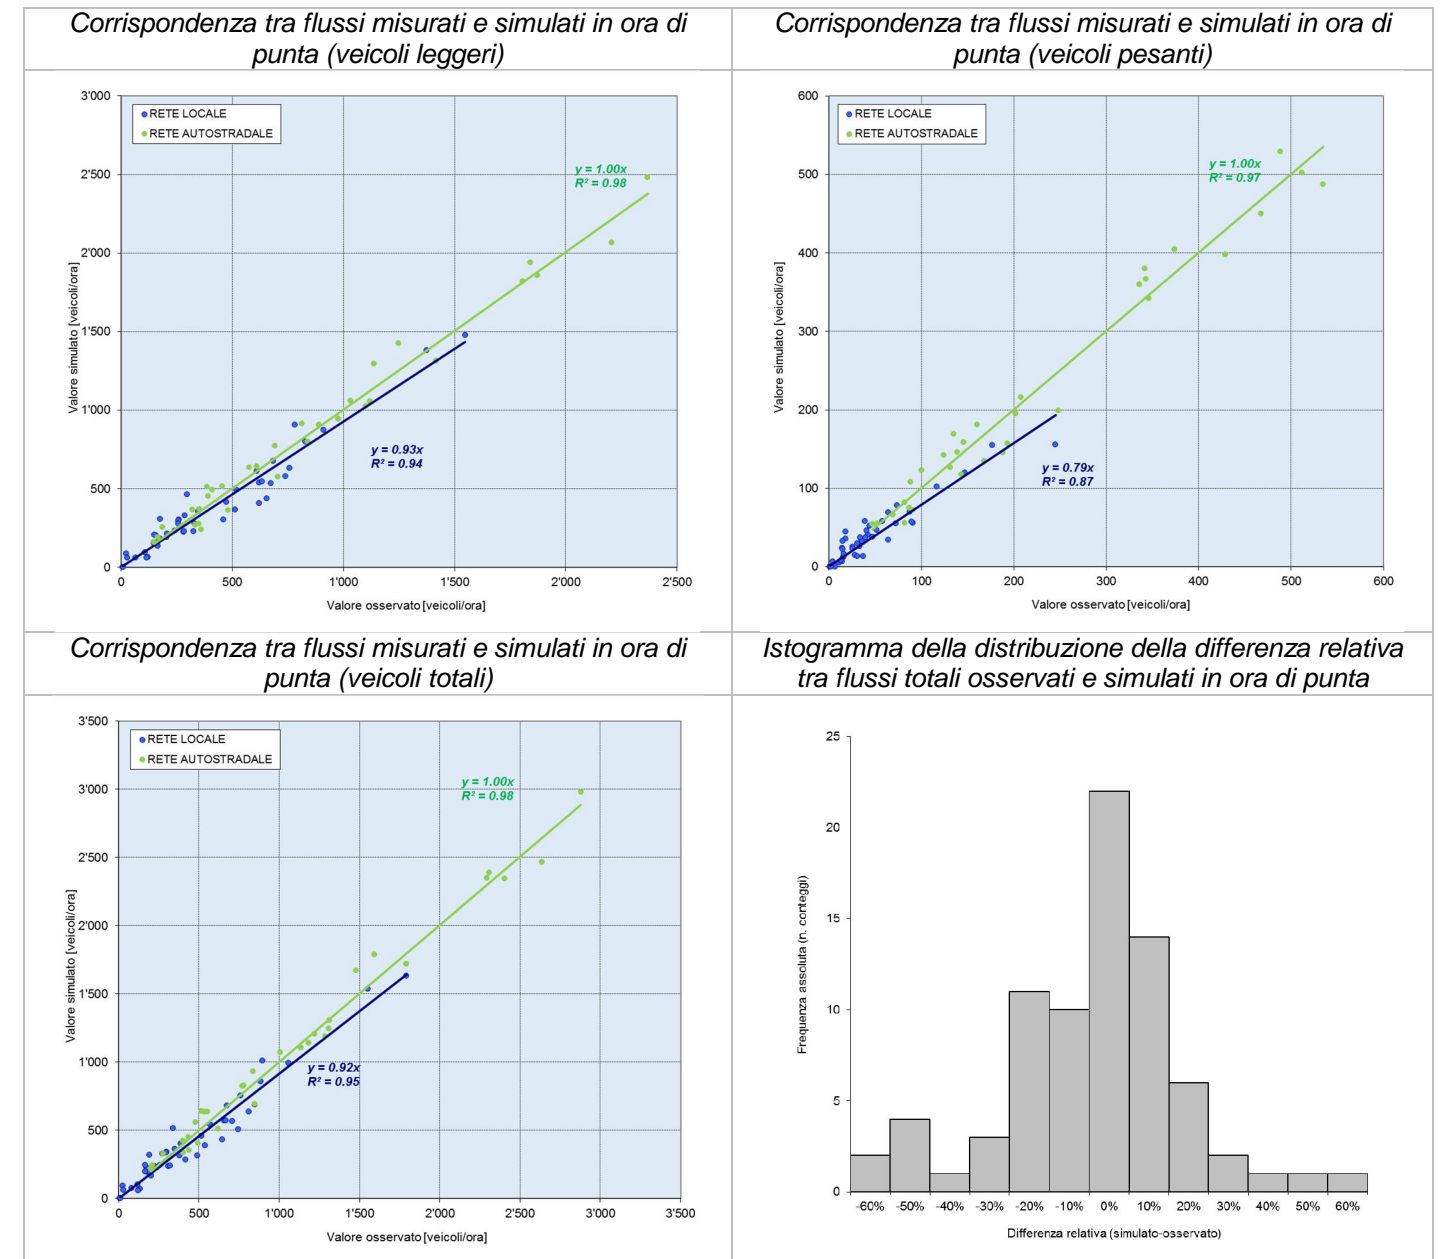 Corrispondenza tra flussi misurati e simulati in ora di
punta (veicoli leggeri)
Corrispondenza tra flussi misurati e simulati in ora di
punta (veicoli pesanti)
3'000
2'500
2'000
1'500
1'000
500
0
RETE LOCALE
RETE AUTOSTRADALE
y = 1.00x
R² = 0.98
y = 0.93x
R² = 0.94
Valore simulato [veicoli/ora]
0 500 1'000 1'500 2'000 2'500
Valore osservato [veicoli/ora]
600
500
400
300
200
100
0
RETE LOCALE
RETE AUTOSTRADALE
y = 1.00x
R² = 0.97
y = 0.79x
R² = 0.87
Valore simulato [veicoli/ora]
0 100 200 300 400 500 600
Valore osservato [veicoli/ora]
Corrispondenza tra flussi misurati e simulati in ora di
punta (veicoli totali)
Istogramma della distribuzione della differenza relativa
tra flussi totali osservati e simulati in ora di punta
3'500
3'000
2'500
2'000
1'500
1'000
500
0
RETE LOCALE
RETE AUTOSTRADALE
y = 1.00x
R² = 0.98
y = 0.92x
R² = 0.95
Valore simulato [veicoli/ora]
0 500 1'000 1'500 2'000 2'500 3'000 3'500
Valore osservato [veicoli/ora]
25
20
15
10
5
0
Frequenza assoluta (n. conteggi)
-60% -50% -40% -30% -20% -10% 0% 10% 20% 30% 40% 50% 60%
Differenza relativa (simulato-osservato)